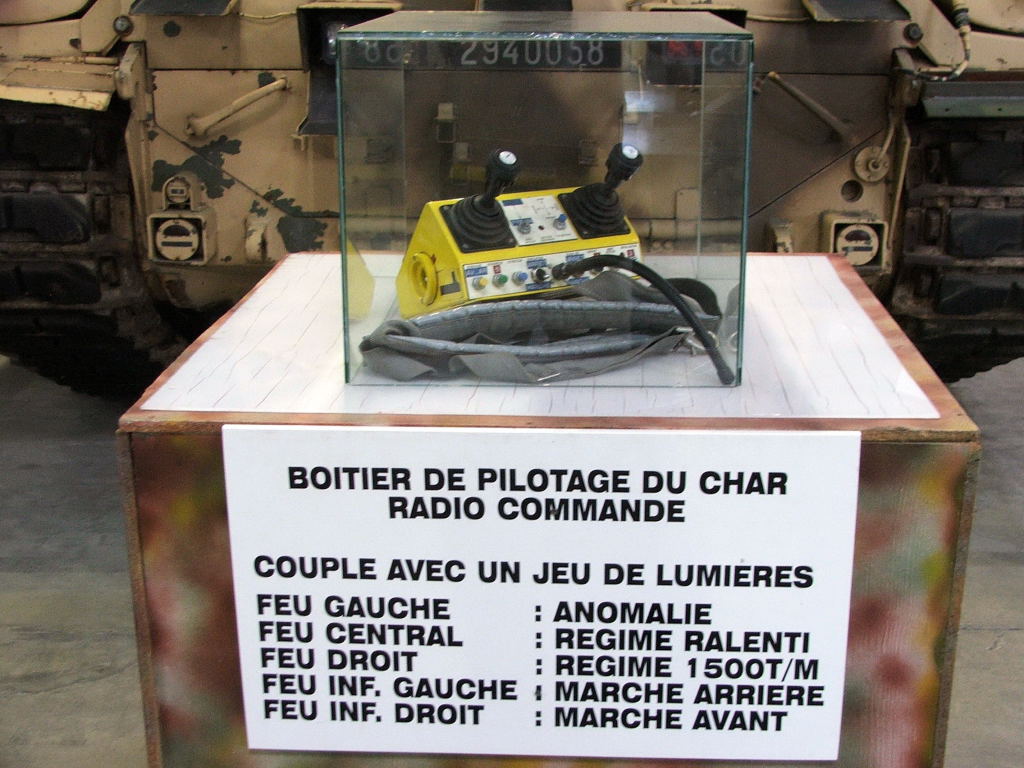 2940058
BOITIER DE PILOTAGE DU CHAR
RADIO COMMANDE
COUPLE AVEC UN JEU DE LUMIERES
FEU GAUCHE : ANOMALIE
FEU CENTRAL : REGIME RALENTI
FEU DROIT : REGIME 1500T/M
FEU INF. GAUCHE : MARCHE ARRIERE
FEU INF. DROIT : MARCHE AVANT